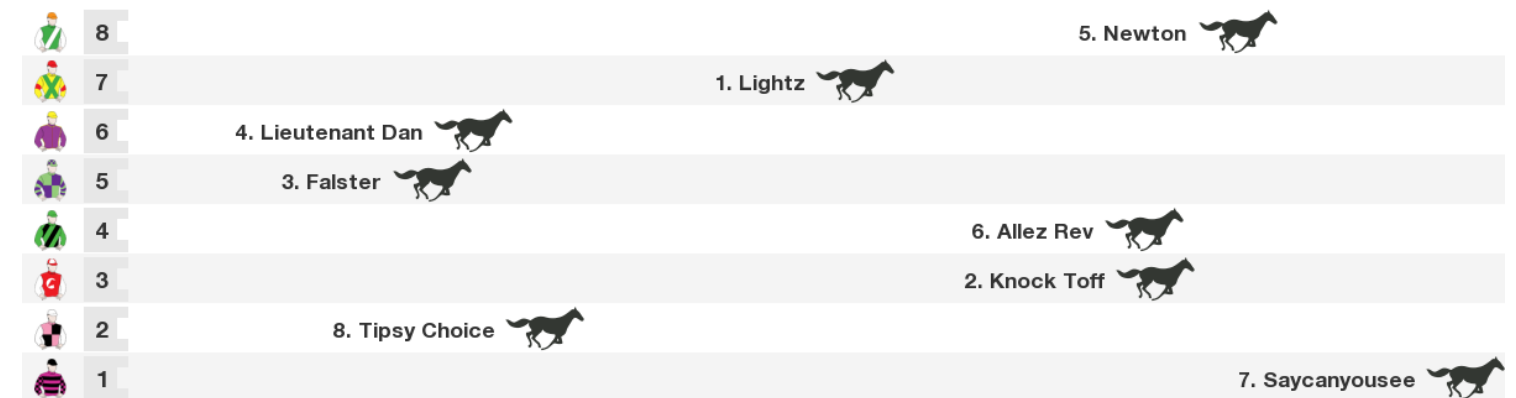 8 5. Newton
7 1. Lightz
6 4. Lieutenant Dan
5 3. Falster
4 6. Allez Rev
C 3 2. Knock Toff
2 8. Tipsy Choice
1 7. Saycanyousee